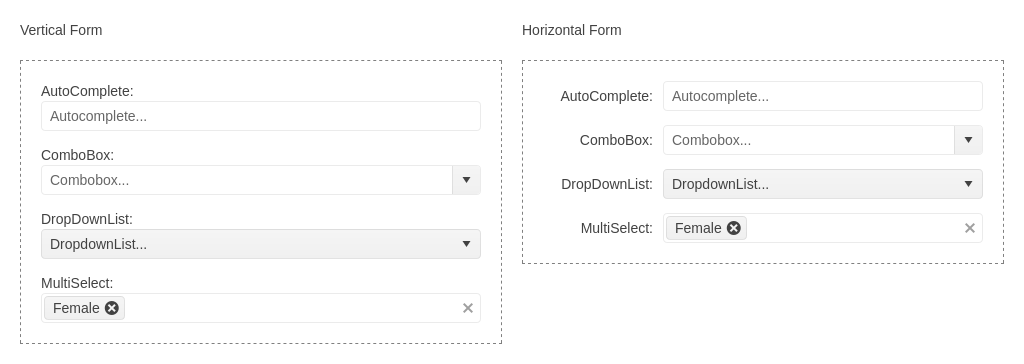 Vertical Form
AutoComplete:
Autocomplete...
ComboBox:
Combobox...
DropDownList:
DropdownList...
MultiSelect:
Female
Horizontal Form
AutoComplete: Autocomplete...
ComboBox: Combobox...
DropDownList: DropdownList...
MultiSelect: Female